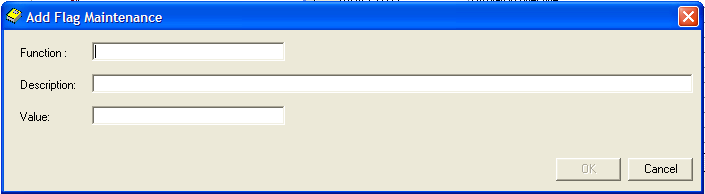 Add Flag Maintenance
Function :
Description:
Value:
OK
Cancel